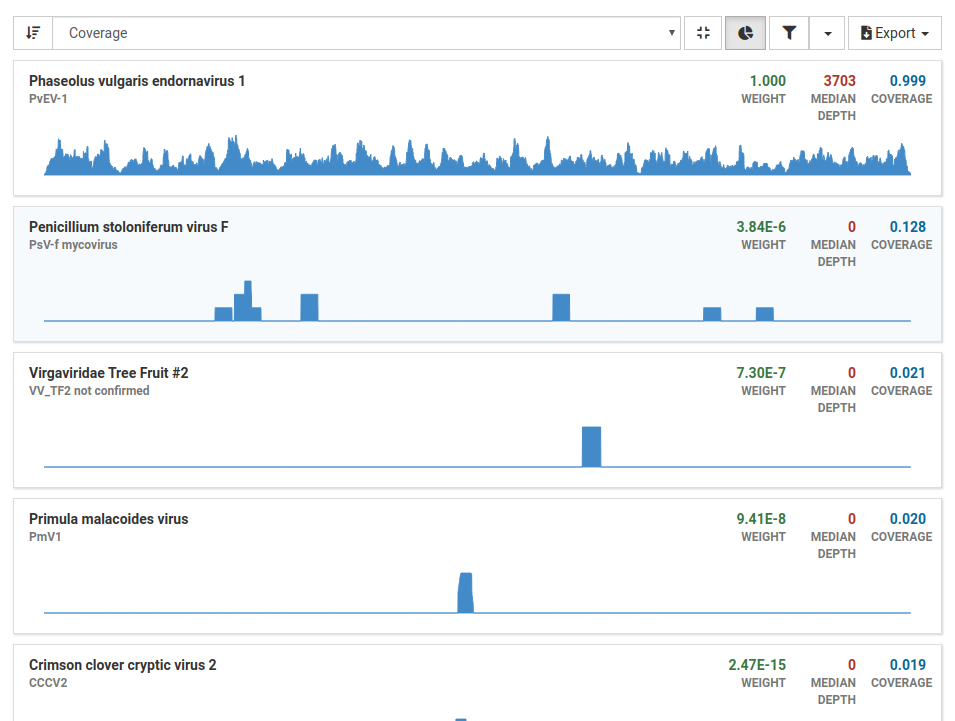 Coverage
Export
Phaseolus vulgaris endornavirus 1
PvEV-1
1.000 3703 0.999
WEIGHT MEDIAN COVERAGE
DEPTH
Penicillium stoloniferum virus F
PsV-f mycovirus
3.84E-6 0 0.128
WEIGHT MEDIAN COVERAGE
DEPTH
Virgaviridae Tree Fruit #2
VV_TF2 not confirmed
7.30E-7 0 0.021
WEIGHT MEDIAN COVERAGE
DEPTH
Primula malacoides virus
PmV1
9.41E-8 0 0.020
WEIGHT MEDIAN COVERAGE
DEPTH
Crimson clover cryptic virus 2
CCCV2
2.47E-15 0 0.019
WEIGHT MEDIAN COVERAGE
DEPTH